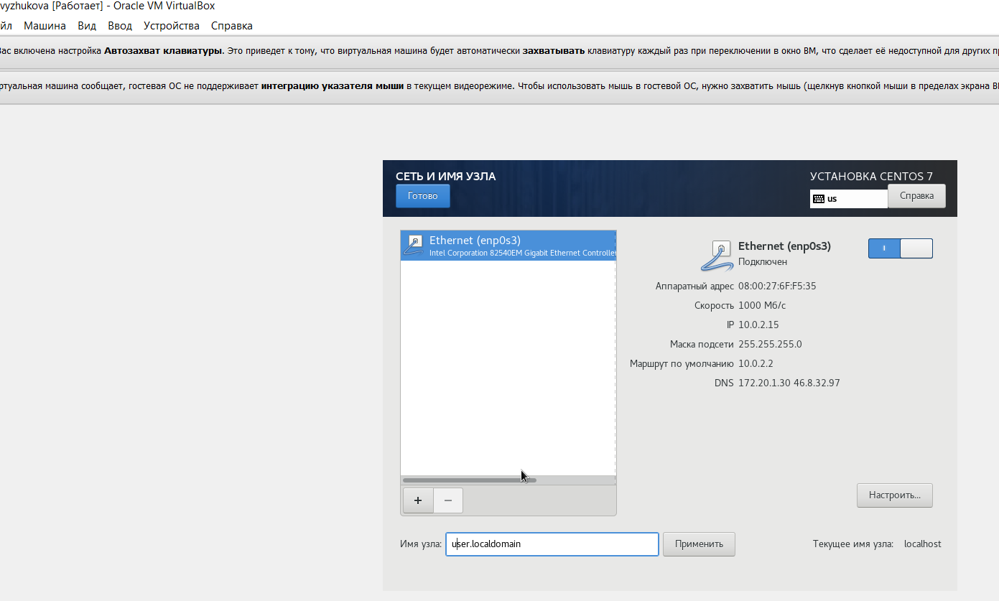 vyzhukova [Работает] - Oracle VM VirtualBox
йл Машина Вид Ввод Устройства Справка
Вас включена настройка Автозахват клавиатуры. Это приведет к тому, что виртуальная машина будет автоматически захватывать клавиатуру каждый раз при переключении в окно ВМ, что сделает её недоступной для других п
ртуальная машина сообщает, гостевая ОС не поддерживает интеграцию указателя мыши в текущем видеорежиме. Чтобы использовать мышь в гостевой ОС, нужно захватить мышь (щелкнув кнопкой мыши в пределах экрана В
СЕТЬ И ИМЯ УЗЛА
Готово
УСТАНОВКА CENTOS 7
us
Справка
Ethernet (enp0s3)
Intel Corporation 82540EM Gigabit Ethernet Controller
Ethernet (enp0s3)
Подключен
Аппаратный адрес 08:00:27:6F:F5:35
Скорость 1000 Мб/с
IP 10.0.2.15
Маска подсети 255.255.255.0
Маршрут по умолчанию 10.0.2.2
DNS 172.20.1.30 46.8.32.97
+ −
Настроить...
Имя узла: user.localdomain Применить Текущее имя узла: localhost